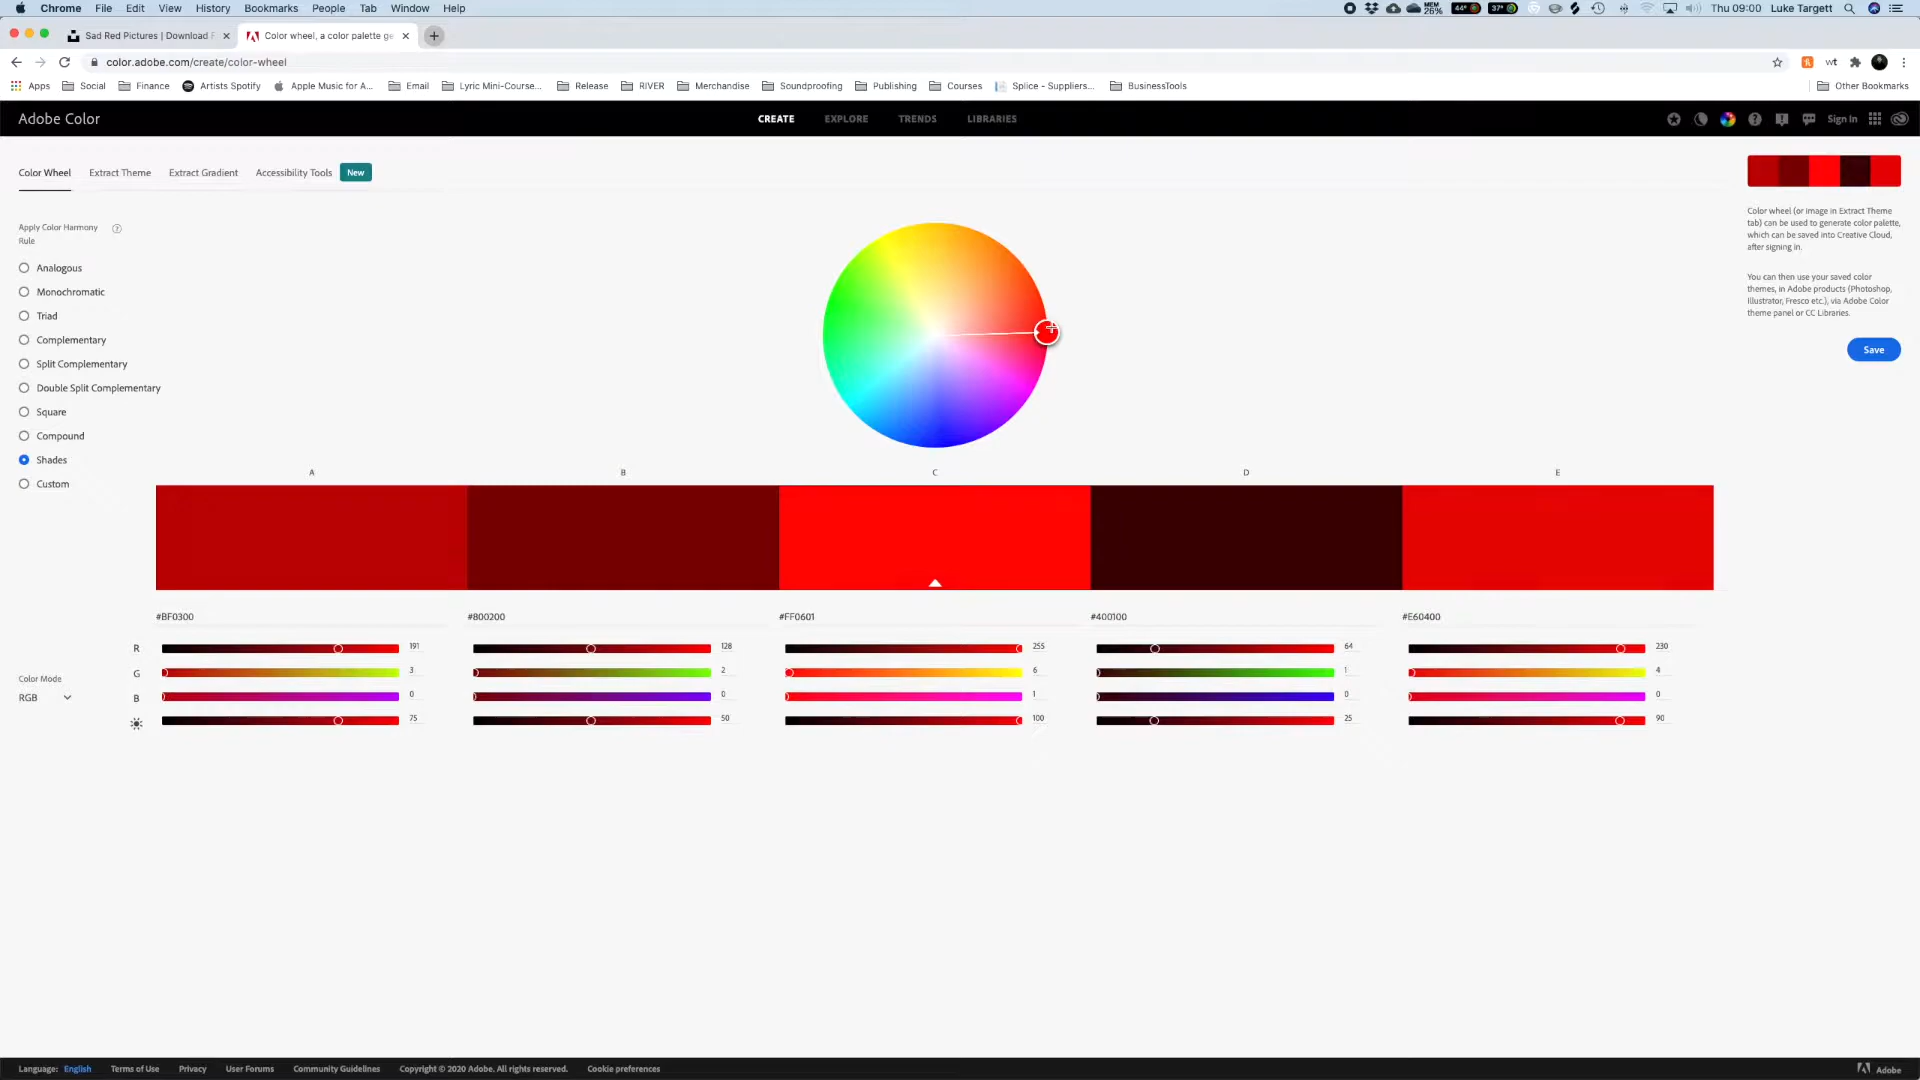 Chrome File Edit View History Bookmarks People Tab Window Help MEM 26% 44° 37° Thu 09:00 Luke Targett
Sad Red Pictures | Download F Color wheel, a color palette ge
color.adobe.com/create/color-wheel wt
Apps Social Finance Artists Spotify Apple Music for A... Email Lyric Mini-Course... Release RIVER Merchandise Soundproofing Publishing Courses Splice - Suppliers... BusinessTools Other Bookmarks
Adobe Color CREATE EXPLORE TRENDS LIBRARIES Sign In
Color Wheel Extract Theme Extract Gradient Accessibility Tools New
Color wheel (or image in Extract Theme
tab) can be used to generate color palette,
which can be saved into Creative Cloud,
after signing in.
You can then use your saved color
themes, in Adobe products (Photoshop,
Illustrator, Fresco etc.), via Adobe Color
theme panel or CC Libraries.
Save
Apply Color Harmony
Rule
Analogous
Monochromatic
Triad
Complementary
Split Complementary
Double Split Complementary
Square
Compound
Shades
Custom
A B C D E
#BF0300 #800200 #FF0601 #400100 #E60400
R 191 128 255 64 230
G 3 2 6 1 4
B 0 0 1 0 0
75 50 100 25 90
Color Mode
RGB
Language: English Terms of Use Privacy User Forums Community Guidelines Copyright © 2020 Adobe. All rights reserved. Cookie preferences Adobe